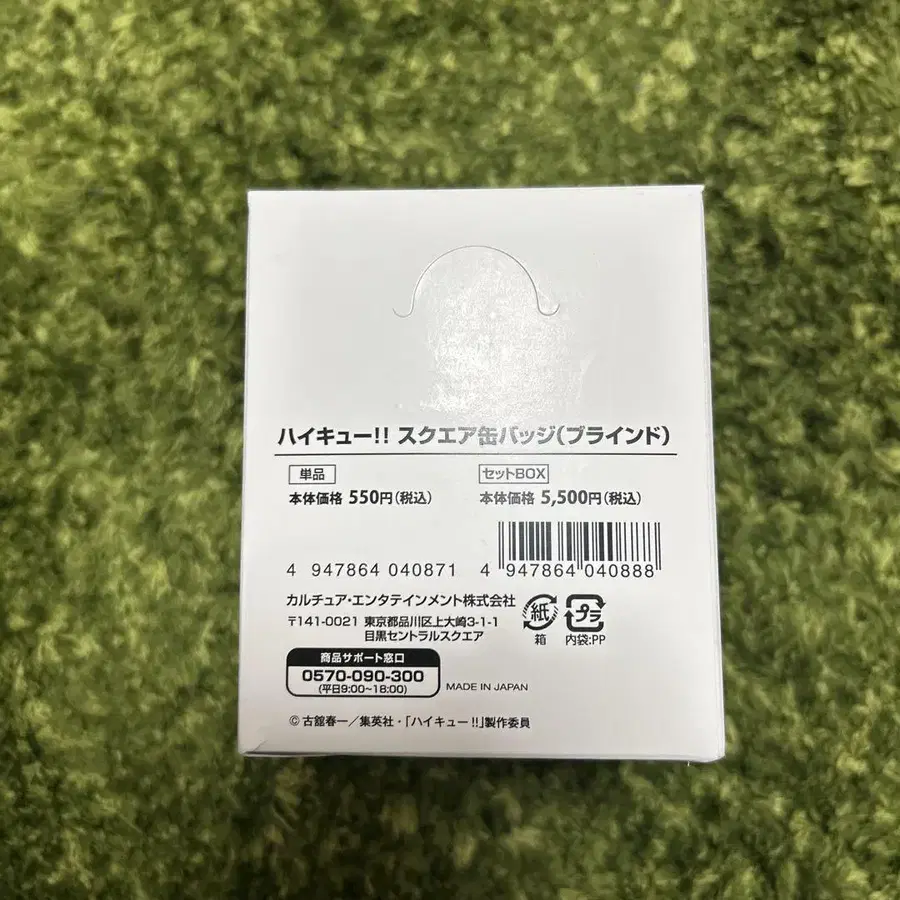 ハイキュー!! スクエア缶バッジ(ブラインド)
単品
本体価格 550円(税込)
セットBOX
本体価格 5,500円(税込)
4 947864 040871
4 947864 040888
カルチュア・エンタテインメント株式会社
〒141-0021 東京都品川区上大崎3-1-1
目黒セントラルスクエア
紙
箱
プラ
内袋:PP
商品サポート窓口
0570-090-300
(平日9:00~18:00)
MADE IN JAPAN
© 古舘春一/集英社・「ハイキュー!!」製作委員